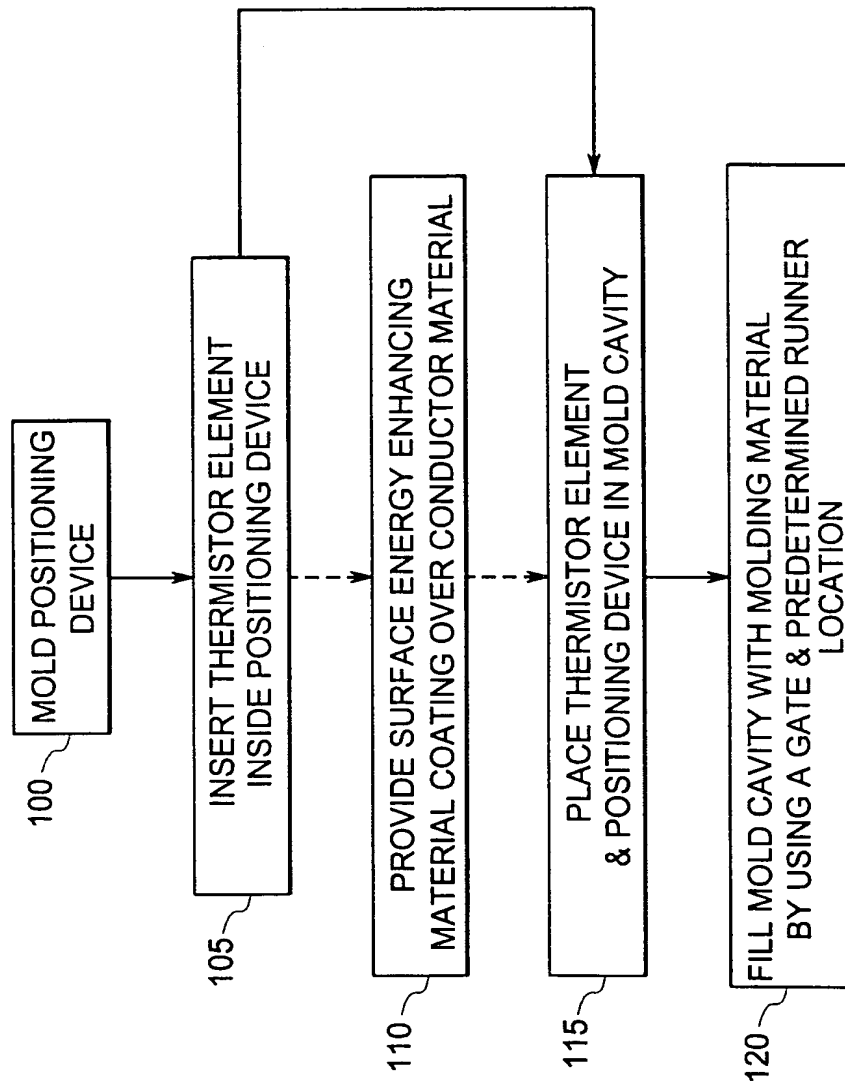 MOLD POSITIONING
DEVICE
100
INSERT THERMISTOR ELEMENT
INSIDE POSITIONING DEVICE
105
PROVIDE SURFACE ENERGY ENHANCING
MATERIAL COATING OVER CONDUCTOR MATERIAL
110
PLACE THERMISTOR ELEMENT
& POSITIONING DEVICE IN MOLD CAVITY
115
FILL MOLD CAVITY WITH MOLDING MATERIAL
BY USING A GATE & PREDETERMINED RUNNER
LOCATION
120